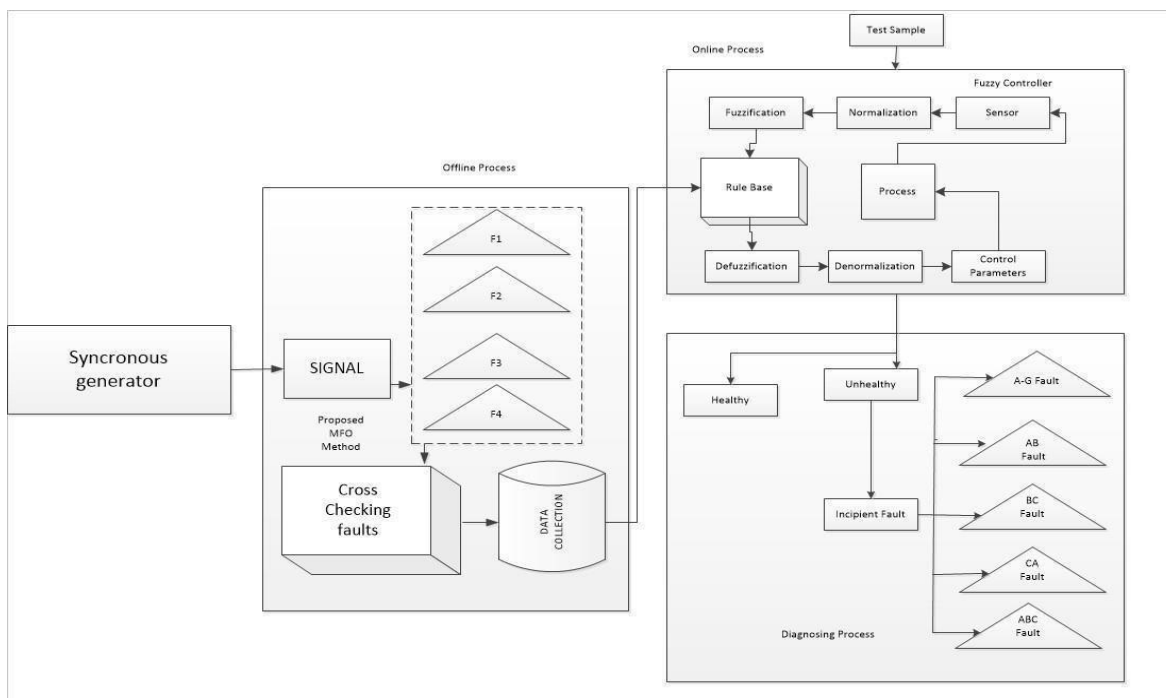 Test Sample
Online Process
Fuzzy Controller
Fuzzification
Normalization
Sensor
Offline Process
Rule Base
Process
F1
F2
Defuzzification
Denormalization
Control
Parameters
Syncronous
generator
SIGNAL
F3
F4
Proposed
MFO
Method
Cross
Checking
faults
DATA
COLLECTION
Healthy
Unhealthy
A-G Fault
AB
Fault
Incipient Fault
BC
Fault
CA
Fault
ABC
Fault
Diagnosing Process